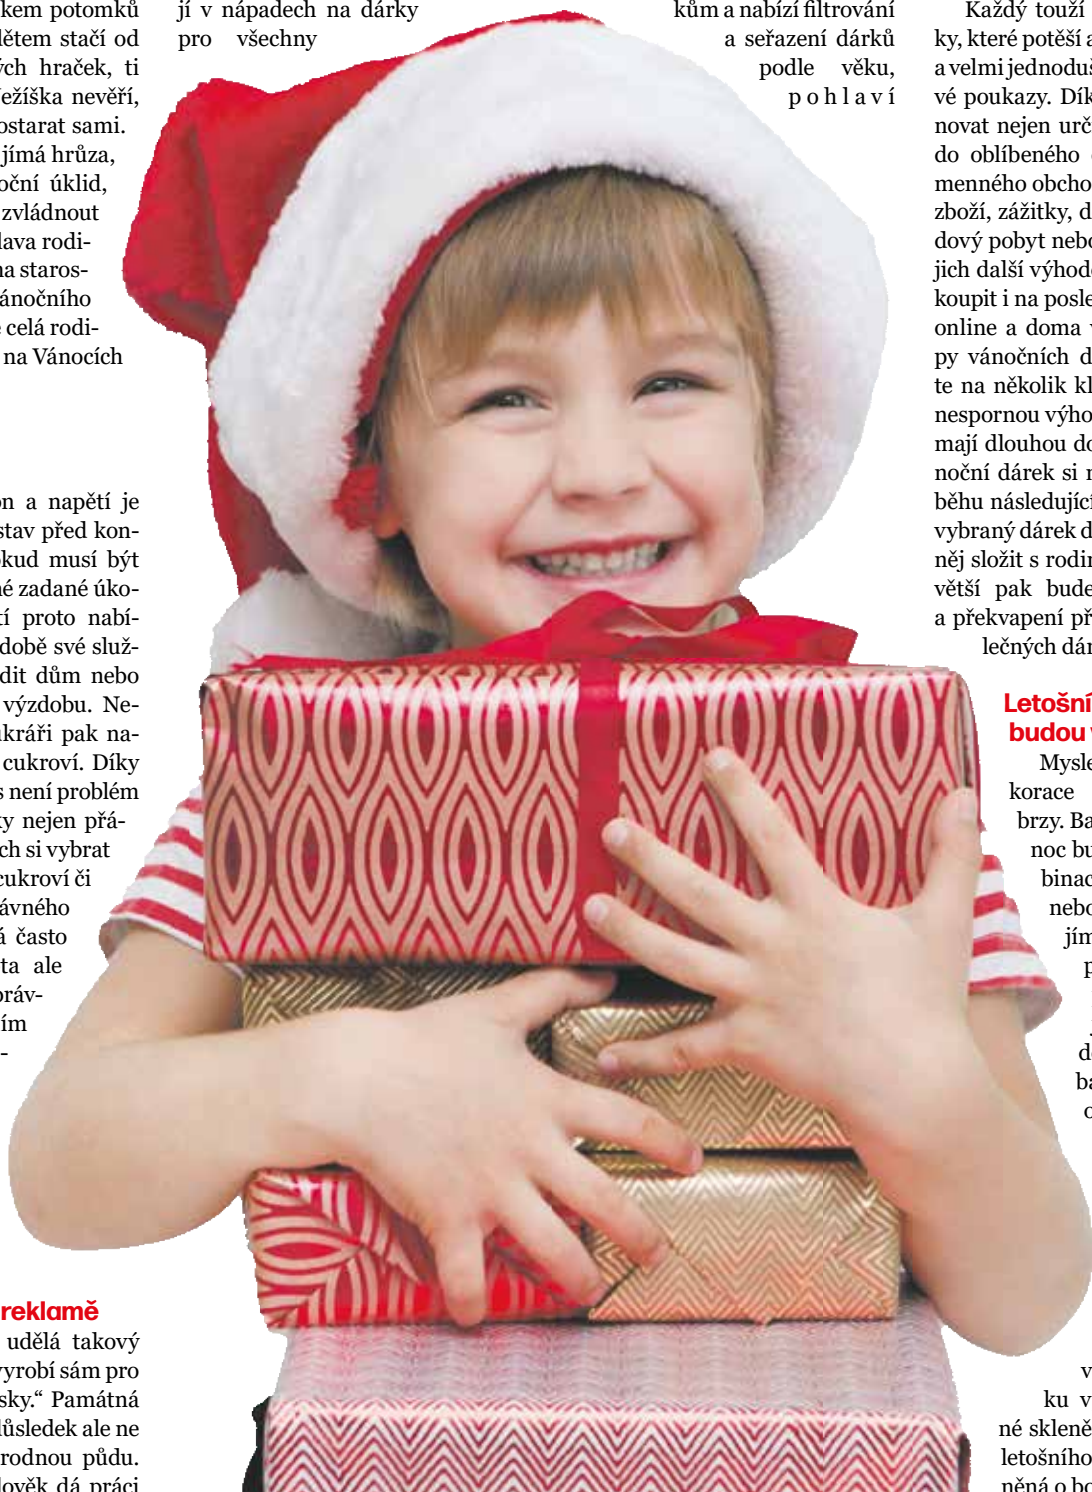 kem potomků
dětem stačí od
ých hraček, ti
Ježíška nevěří,
ostarat sami.
jímá hrůza,
oční úklid,
zvládnout
lava rodi-
na staros-
ánočního
e celá rodi-
na Vánocích
on a napětí je
stav před kon-
okud musí být
né zadané úko-
tí proto nabí-
době své služ-
dit dům nebo
výzdobu. Ne-
ukráři pak na-
cukroví. Díky
s není problém
ky nejen přá-
ch si vybrat
cukroví či
ávného
á často
ta ale
práv-
ím
-
reklamě
udělá takový
vyrobí sám pro
sky.“ Památná
důsledek ale ne
rodnou půdu.
lověk dá práci
jí v nápadech na dárky
pro všechny
kům a nabízí filtrování
a seřazení dárků
podle věku,
pohlaví
Každý touží
ky, které potěší a
a velmi jednoduš
vé poukazy. Dík
novat nejen urč
do oblíbeného
menného obcho
zboží, zážitky, d
dový pobyt nebo
jich další výhod
koupit i na posle
online a doma v
py vánočních d
te na několik kl
nespornou výho
mají dlouhou do
noční dárek si n
běhu následující
vybraný dárek d
něj složit s rodin
větší pak bude
a překvapení př
lečných dár
Letošní
budou v
Mysle
korace
brzy. Ba
noc bu
binac
nebo
jím
p
d
ba
o
v
ku v
né skleně
letošního
něná o bo